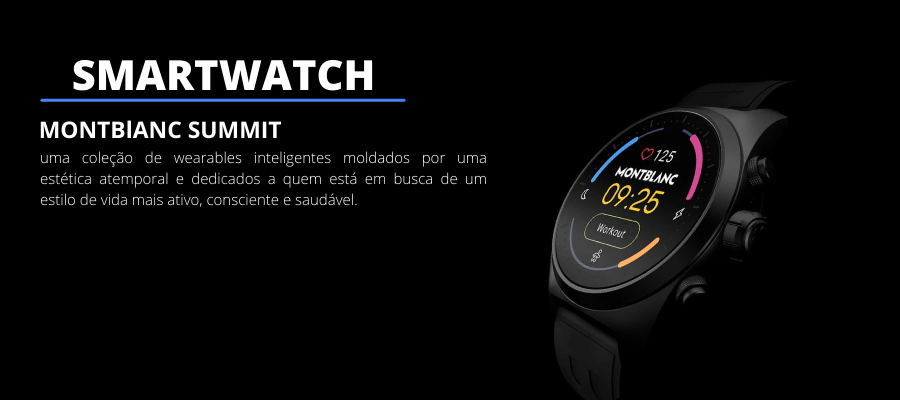 SMARTWATCH
MONTBlANC SUMMIT
uma coleção de wearables inteligentes moldados por uma
estética atemporal e dedicados a quem está em busca de um
estilo de vida mais ativo, consciente e saudável.
125
MONTBLANC
09:25
Workout